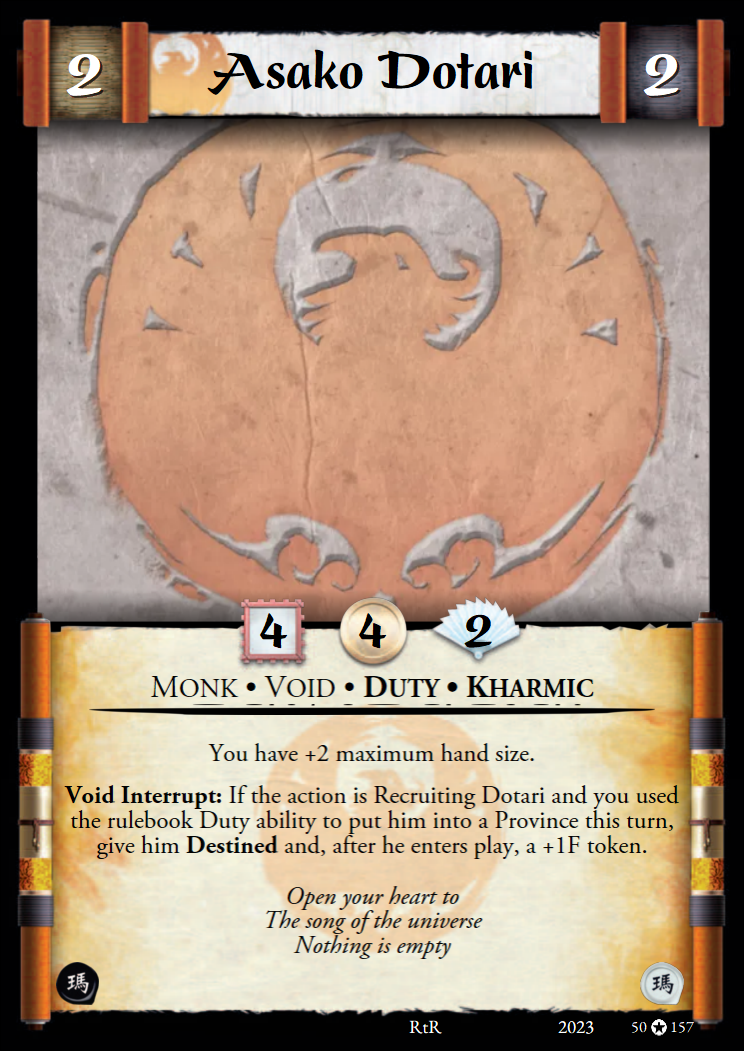 2 Asako Dotari 2
4 4 2
MONK • VOID • DUTY • KHARMIC
You have +2 maximum hand size.
Void Interrupt: If the action is Recruiting Dotari and you used
the rulebook Duty ability to put him into a Province this turn,
give him Destined and, after he enters play, a +1F token.
Open your heart to
The song of the universe
Nothing is empty
瑪 瑪
RtR 2023 50 157